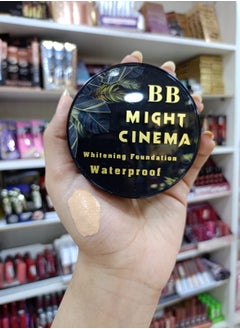 BB
MIGHT
CINEMA
Whitening Foundation
Waterproof